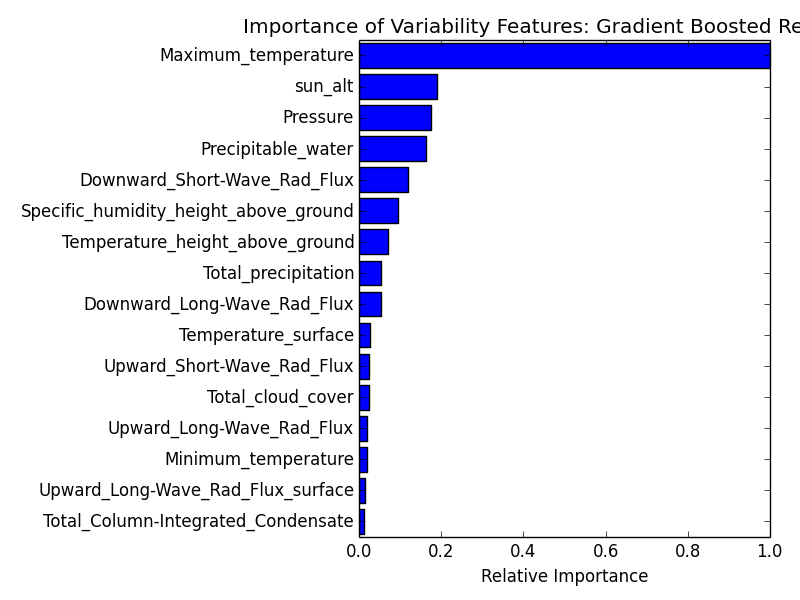 Importance of Variability Features: Gradient Boosted Re
Maximum_temperature
sun_alt
Pressure
Precipitable_water
Downward_Short-Wave_Rad_Flux
Specific_humidity_height_above_ground
Temperature_height_above_ground
Total_precipitation
Downward_Long-Wave_Rad_Flux
Temperature_surface
Upward_Short-Wave_Rad_Flux
Total_cloud_cover
Upward_Long-Wave_Rad_Flux
Minimum_temperature
Upward_Long-Wave_Rad_Flux_surface
Total_Column-Integrated_Condensate
0.0 0.2 0.4 0.6 0.8 1.0
Relative Importance